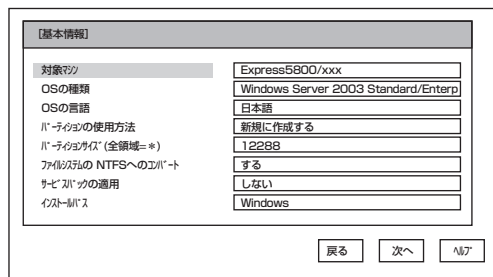 [基本情報]
対象ﾏｼﾝ Express5800/xxx
OSの種類 Windows Server 2003 Standard/Enterp
OSの言語 日本語
ﾊﾟｰﾃｨｼｮﾝの使用方法 新規に作成する
ﾊﾟｰﾃｨｼｮﾝｻｲｽﾞ(全領域=*) 12288
ﾌｧｲﾙｼｽﾃﾑの NTFSへのｺﾝﾊﾞｰﾄ する
ｻｰﾋﾞｽﾊﾟｯｸの適用 しない
ｲﾝｽﾄｰﾙﾊﾟｽ Windows
戻る 次へ ﾍﾙﾌﾟ